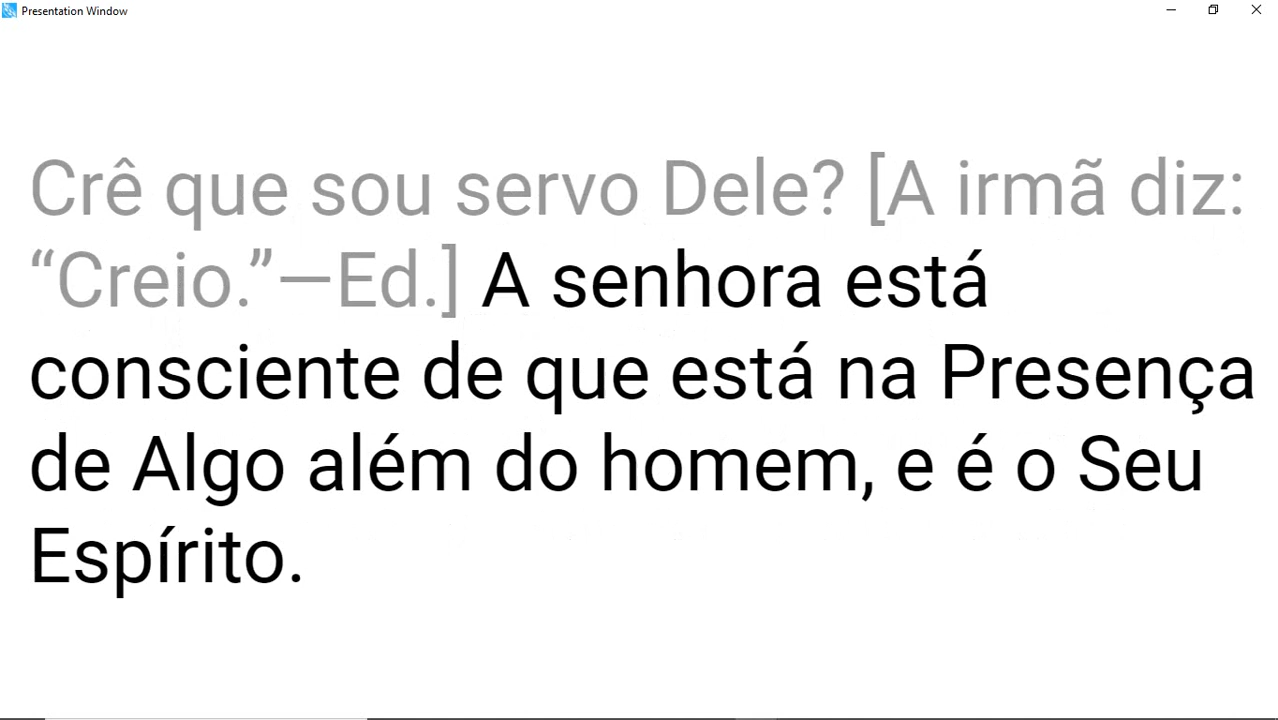 Presentation Window
Crê que sou servo Dele? [A irmã diz:
“Creio.”—Ed.] A senhora está
consciente de que está na Presença
de Algo além do homem, e é o Seu
Espírito.